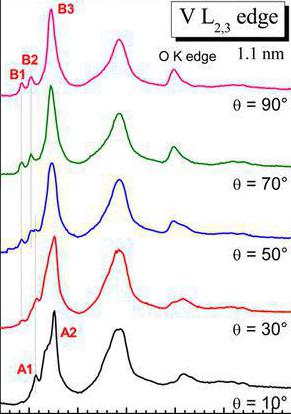 V L2,3 edge
B3
B2
B1
O K edge
1.1 nm
θ = 90°
θ = 70°
θ = 50°
θ = 30°
A2
A1
θ = 10°